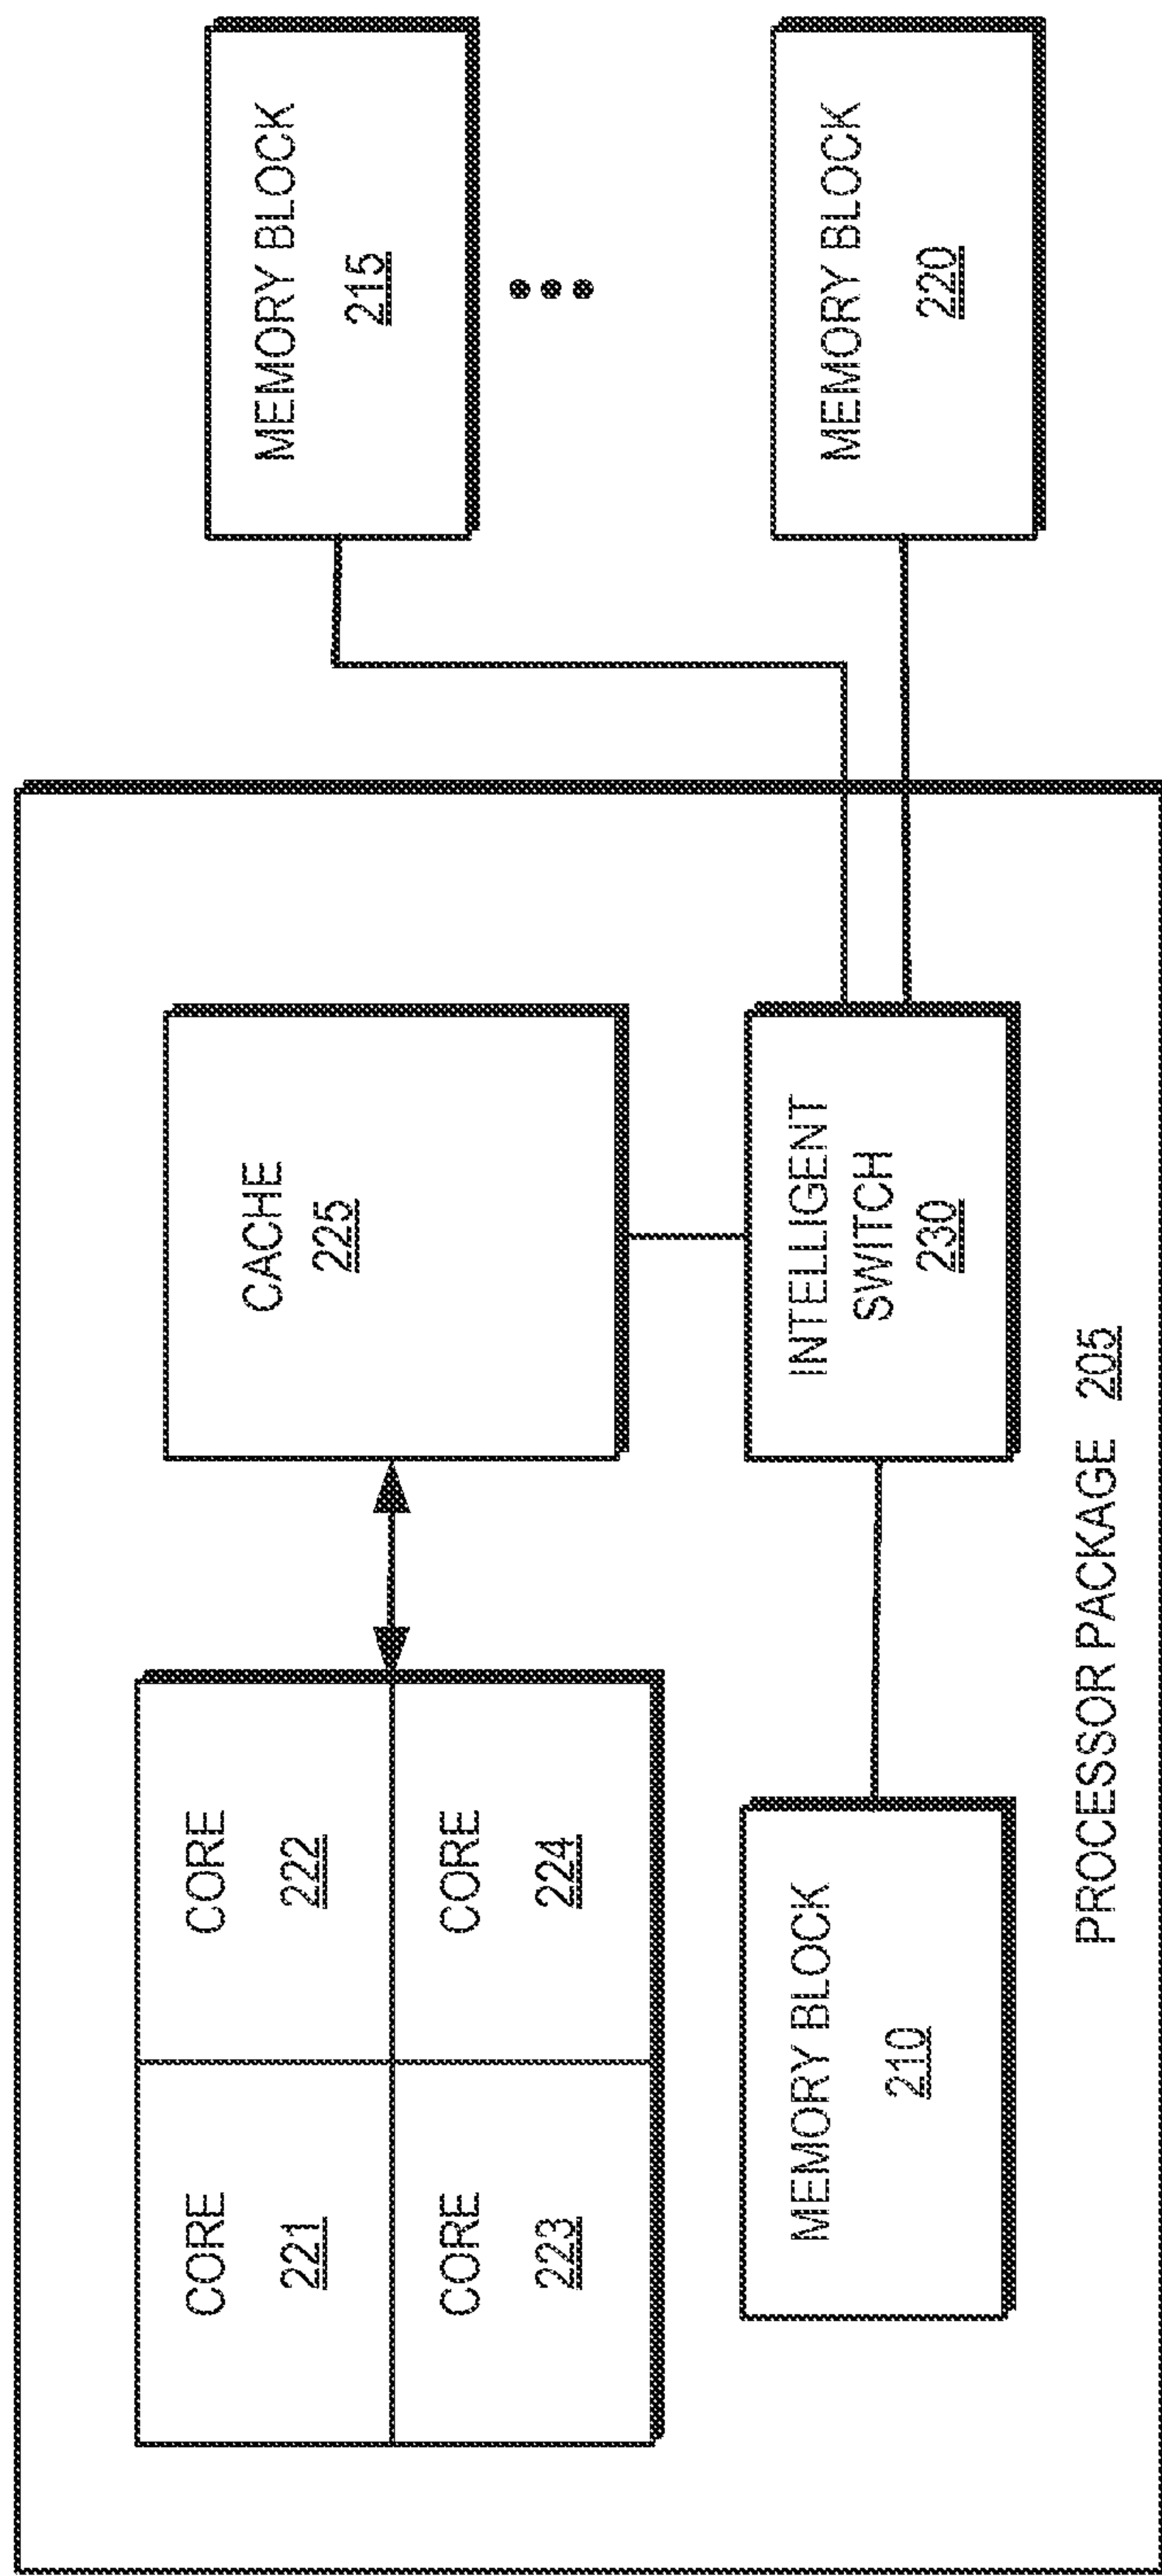 CORE
221
CORE
222
CORE
223
CORE
224
CACHE
225
MEMORY BLOCK
215
MEMORY BLOCK
210
INTELLIGENT
SWITCH
230
MEMORY BLOCK
220
PROCESSOR PACKAGE 205